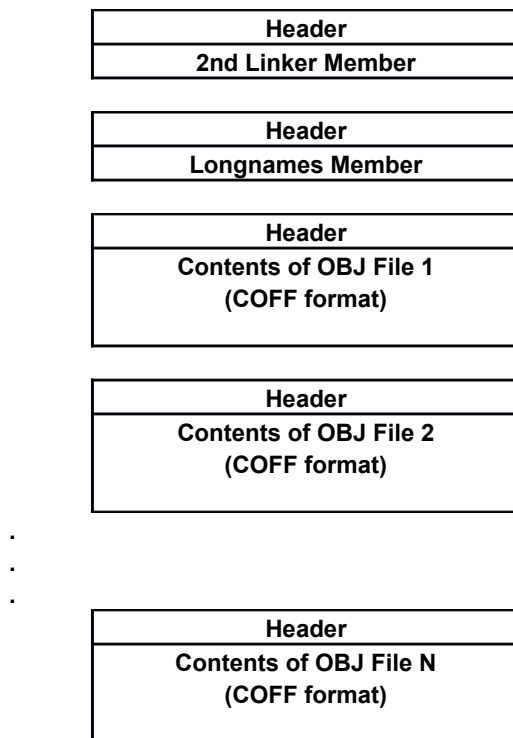 Header
2nd Linker Member
Header
Longnames Member
Header
Contents of OBJ File 1
(COFF format)
Header
Contents of OBJ File 2
(COFF format)
.
.
.
Header
Contents of OBJ File N
(COFF format)